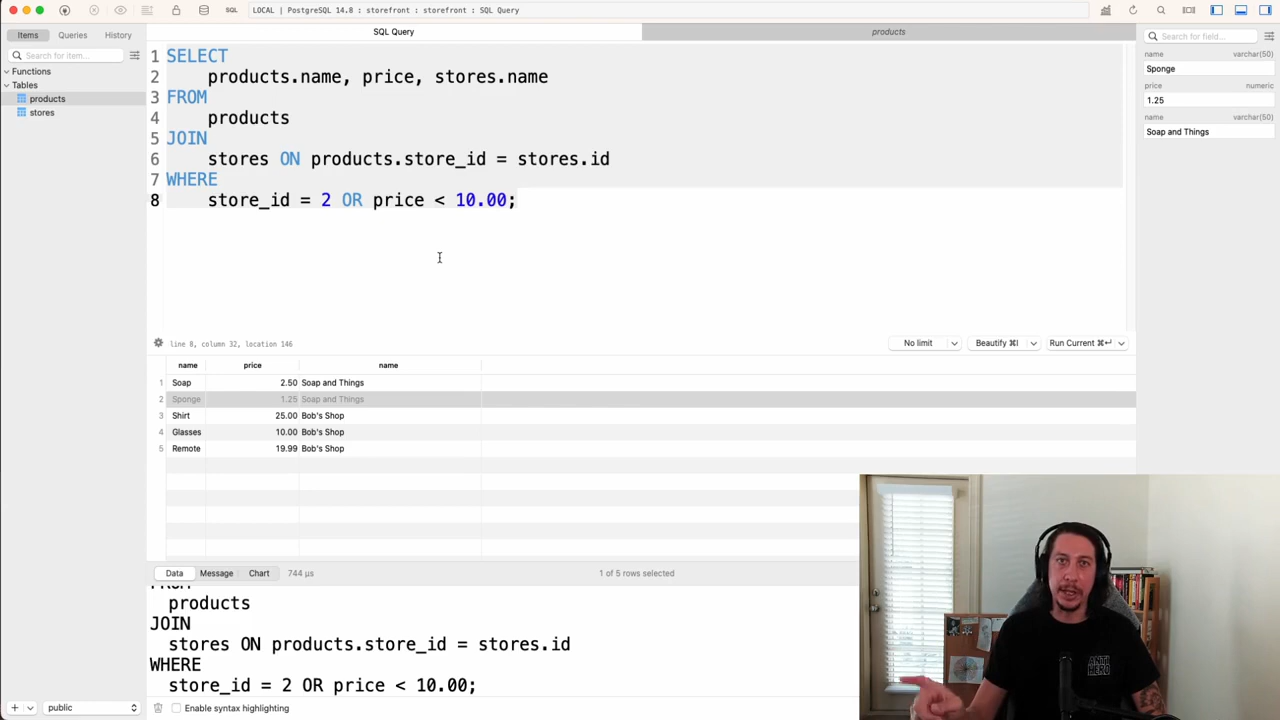 SQL
LOCAL | PostgreSQL 14.8 : storefront : storefront : SQL Query
Items Queries History
Search for item...
Functions
Tables
products
stores
SQL Query
products
1 SELECT
2 products.name, price, stores.name
3 FROM
4 products
5 JOIN
6 stores ON products.store_id = stores.id
7 WHERE
8 store_id = 2 OR price < 10.00;
Search for field...
name varchar(50)
Sponge
price numeric
1.25
name varchar(50)
Soap and Things
line 8, column 32, location 146
No limit Beautify ⌘I Run Current ⌘↵
name price name
1 Soap 2.50 Soap and Things
2 Sponge 1.25 Soap and Things
3 Shirt 25.00 Bob's Shop
4 Glasses 10.00 Bob's Shop
5 Remote 19.99 Bob's Shop
Data Message Chart 744 μs 1 of 5 rows selected
FROM
products
JOIN
stores ON products.store_id = stores.id
WHERE
store_id = 2 OR price < 10.00;
public
Enable syntax highlighting
ANTI
HERO